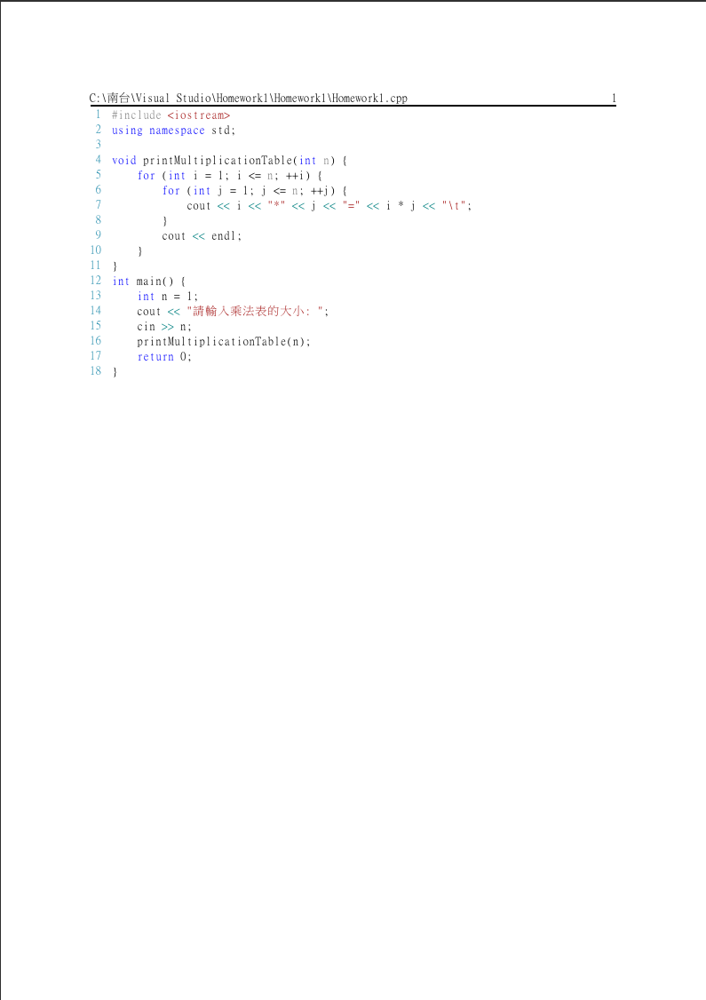 C:\南台\Visual Studio\Homework1\Homework1\Homework1.cpp 1
1 #include <iostream>
2 using namespace std;
3
4 void printMultiplicationTable(int n) {
5     for (int i = 1; i <= n; ++i) {
6         for (int j = 1; j <= n; ++j) {
7             cout << i << "*" << j << "=" << i * j << "\t";
8         }
9         cout << endl;
10     }
11 }
12 int main() {
13     int n = 1;
14     cout << "請輸入乘法表的大小: ";
15     cin >> n;
16     printMultiplicationTable(n);
17     return 0;
18 }